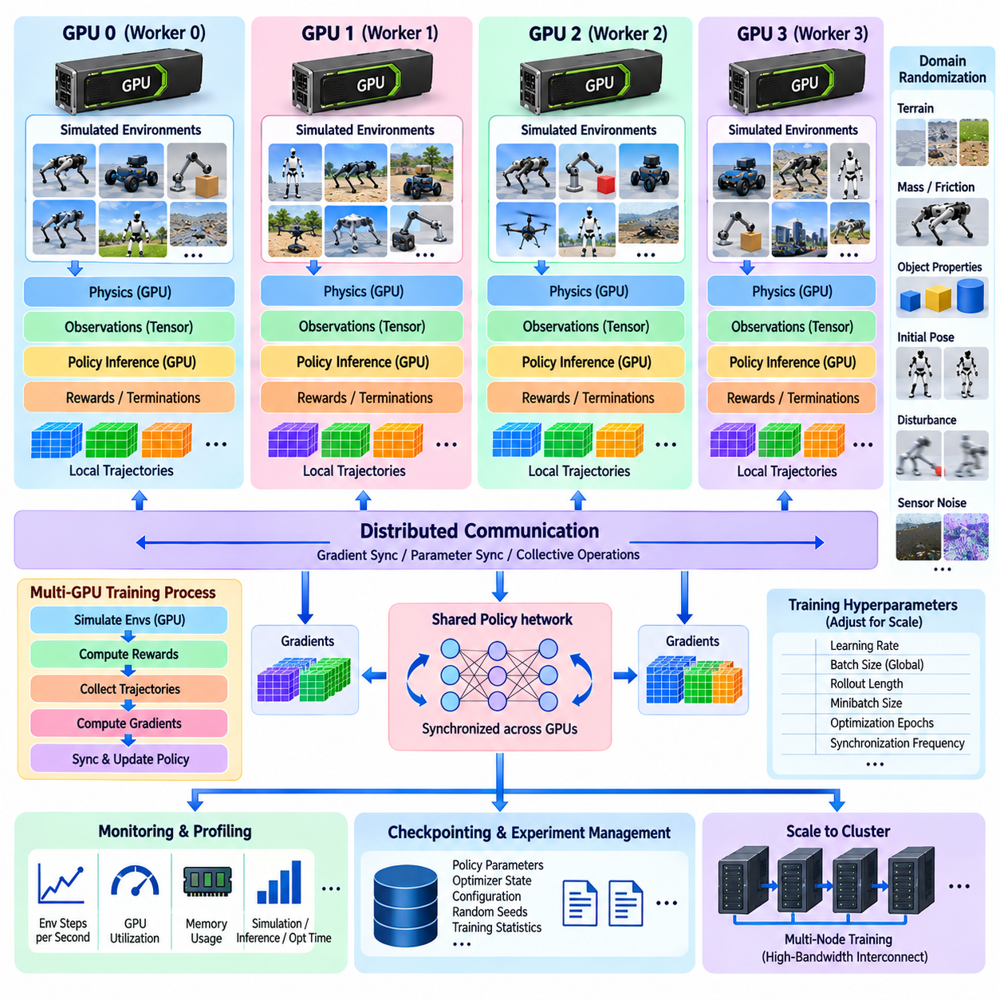 GPU 0 (Worker 0)
GPU
Simulated Environments
...
Physics (GPU)
Observations (Tensor)
Policy Inference (GPU)
Rewards / Terminations
...
Local Trajectories
GPU 1 (Worker 1)
GPU
Simulated Environments
...
Physics (GPU)
Observations (Tensor)
Policy Inference (GPU)
Rewards / Terminations
...
Local Trajectories
GPU 2 (Worker 2)
GPU
Simulated Environments
...
Physics (GPU)
Observations (Tensor)
Policy Inference (GPU)
Rewards / Terminations
...
Local Trajectories
GPU 3 (Worker 3)
GPU
Simulated Environments
...
Physics (GPU)
Observations (Tensor)
Policy Inference (GPU)
Rewards / Terminations
...
Local Trajectories
Domain
Randomization
Terrain
Mass / Friction
Object Properties
Initial Pose
Disturbance
Sensor Noise
...
Distributed Communication
Gradient Sync / Parameter Sync / Collective Operations
Multi-GPU Training Process
Simulate Envs (GPU)
Compute Rewards
Collect Trajectories
Compute Gradients
Sync & Update Policy
Gradients
Shared Policy hetwork
Synchronized across GPUs
Gradients
Training Hyperparameters
(Adjust for Scale)
Learning Rate
Batch Size (Global)
Rollout Length
Minibatch Size
Optimization Epochs
Synchronization Frequency
...
Monitoring & Profiling
Env Steps
per Second
GPU
Utilization
Memory
Usage
Simulation /
Inference / Opt Time
...
Checkpointing & Experiment Management
Policy Parameters
Optimizer State
Configuration
Random Seeds
Training Statistics
...
...
Scale to Cluster
...
Multi-Node Training
(High-Bandwidth Interconnect)